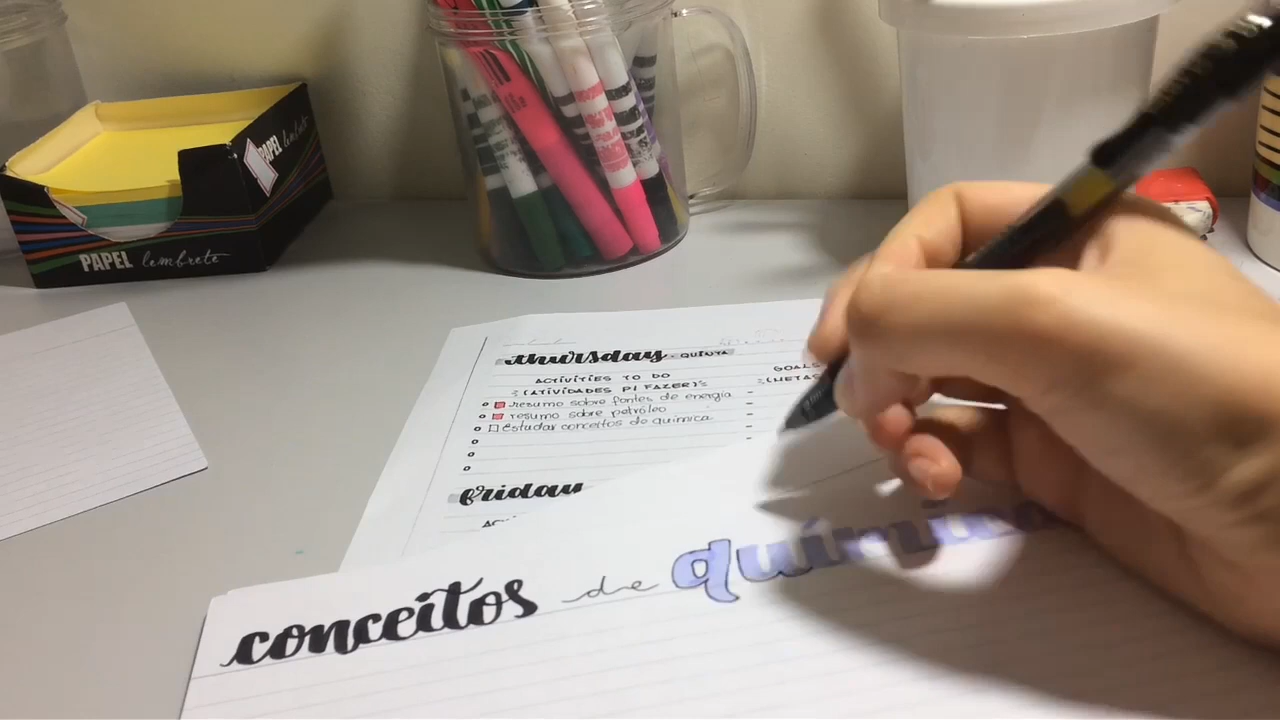 PAPEL lembrete
PAPEL lembrete
thursday - QUINTA
ACTIVITIES TO DO
(ATIVIDADES P/ FAZER)
resumo sobre fontes de energia
resumo sobre petróleo
Estudar conceitos de química
GOALS
(METAS
friday
conceitos de química